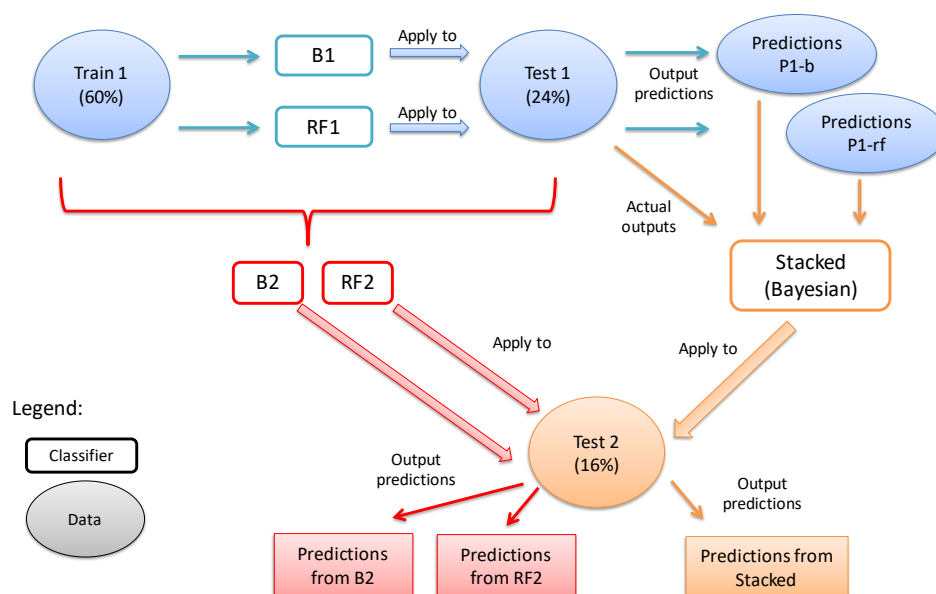 Train 1
(60%)
B1
RF1
Apply to
Apply to
Test 1
(24%)
Output
predictions
Predictions
P1-b
Predictions
P1-rf
Actual
outputs
B2
RF2
Stacked
(Bayesian)
Apply to
Apply to
Legend:
Classifier
Data
Test 2
(16%)
Output
predictions
Output
predictions
Predictions
from B2
Predictions
from RF2
Predictions from
Stacked